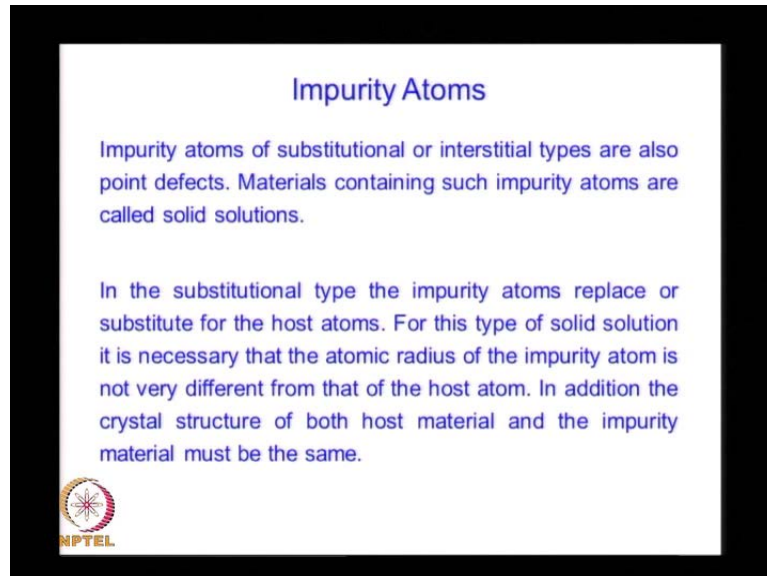 Impurity Atoms
Impurity atoms of substitutional or interstitial types are also
point defects. Materials containing such impurity atoms are
called solid solutions.
In the substitutional type the impurity atoms replace or
substitute for the host atoms. For this type of solid solution
it is necessary that the atomic radius of the impurity atom is
not very different from that of the host atom. In addition the
crystal structure of both host material and the impurity
material must be the same.
NPTEL